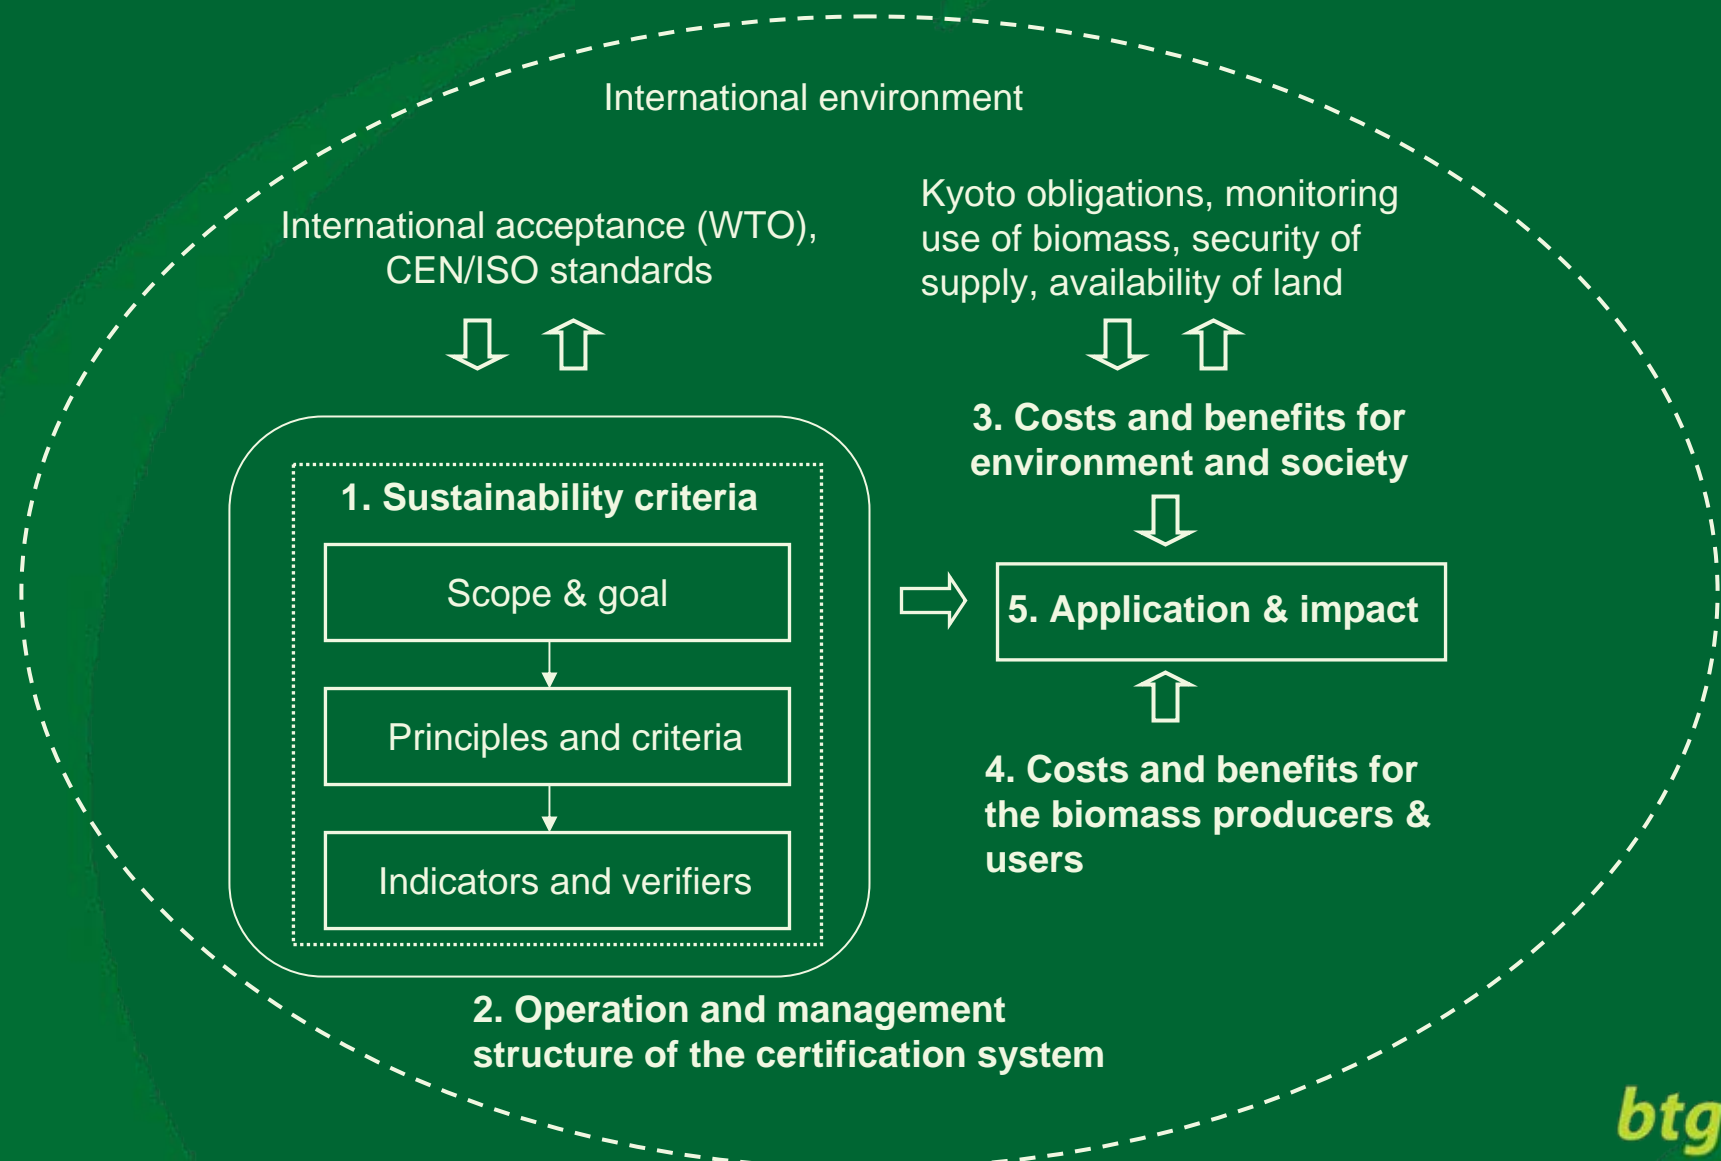 International environment
International acceptance (WTO),
CEN/ISO standards
Kyoto obligations, monitoring
use of biomass, security of
supply, availability of land
3. Costs and benefits for
environment and society
1. Sustainability criteria
Scope & goal
Principles and criteria
Indicators and verifiers
5. Application & impact
4. Costs and benefits for
the biomass producers &
users
2. Operation and management
structure of the certification system
btg